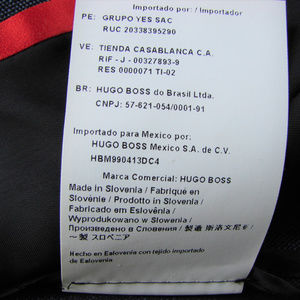 Importado por: / Importador
PE: GRUPO YES SAC
RUC 20338395290
VE: TIENDA CASABLANCA C.A.
RIF - J - 00327893-9
RES 0000071 TI-02
BR: HUGO BOSS do Brasil Ltda.
CNPJ: 57-621-054/0001-91
Importado para Mexico por:
HUGO BOSS Mexico S.A. de C.V.
HBM990413DC4
Marca Comercial: HUGO BOSS
Made in Slovenia / Fabriqué en
Slovénie / Prodotto in Slovenia /
Fabricado em Eslovênia /
Wyprodukowano w Slovenii /
Произведено в Словении / 製造 斯洛文尼亚 /
～製 スロベニア
Hecho en Eslovenia con tejido importado
de Eslovenia